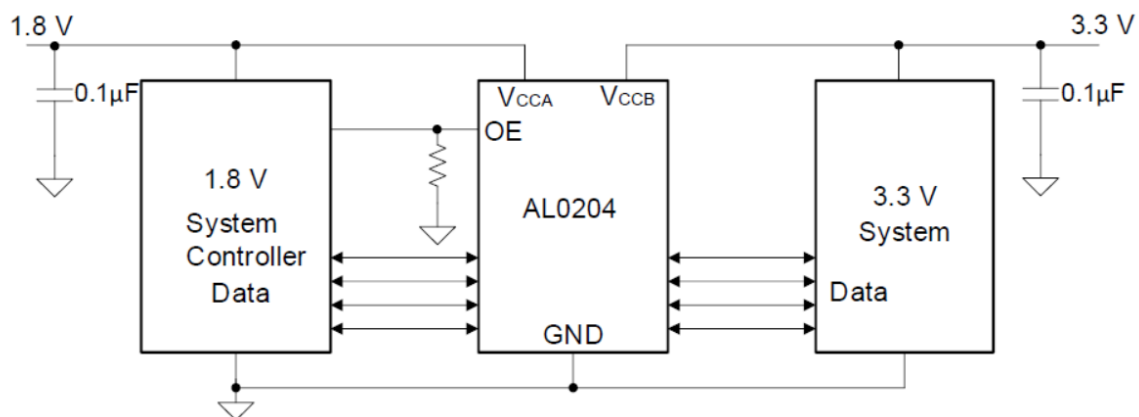 1.8 V
3.3 V
0.1µF
0.1µF
VCCA
VCCB
OE
1.8 V
System
Controller
Data
AL0204
GND
3.3 V
System
Data